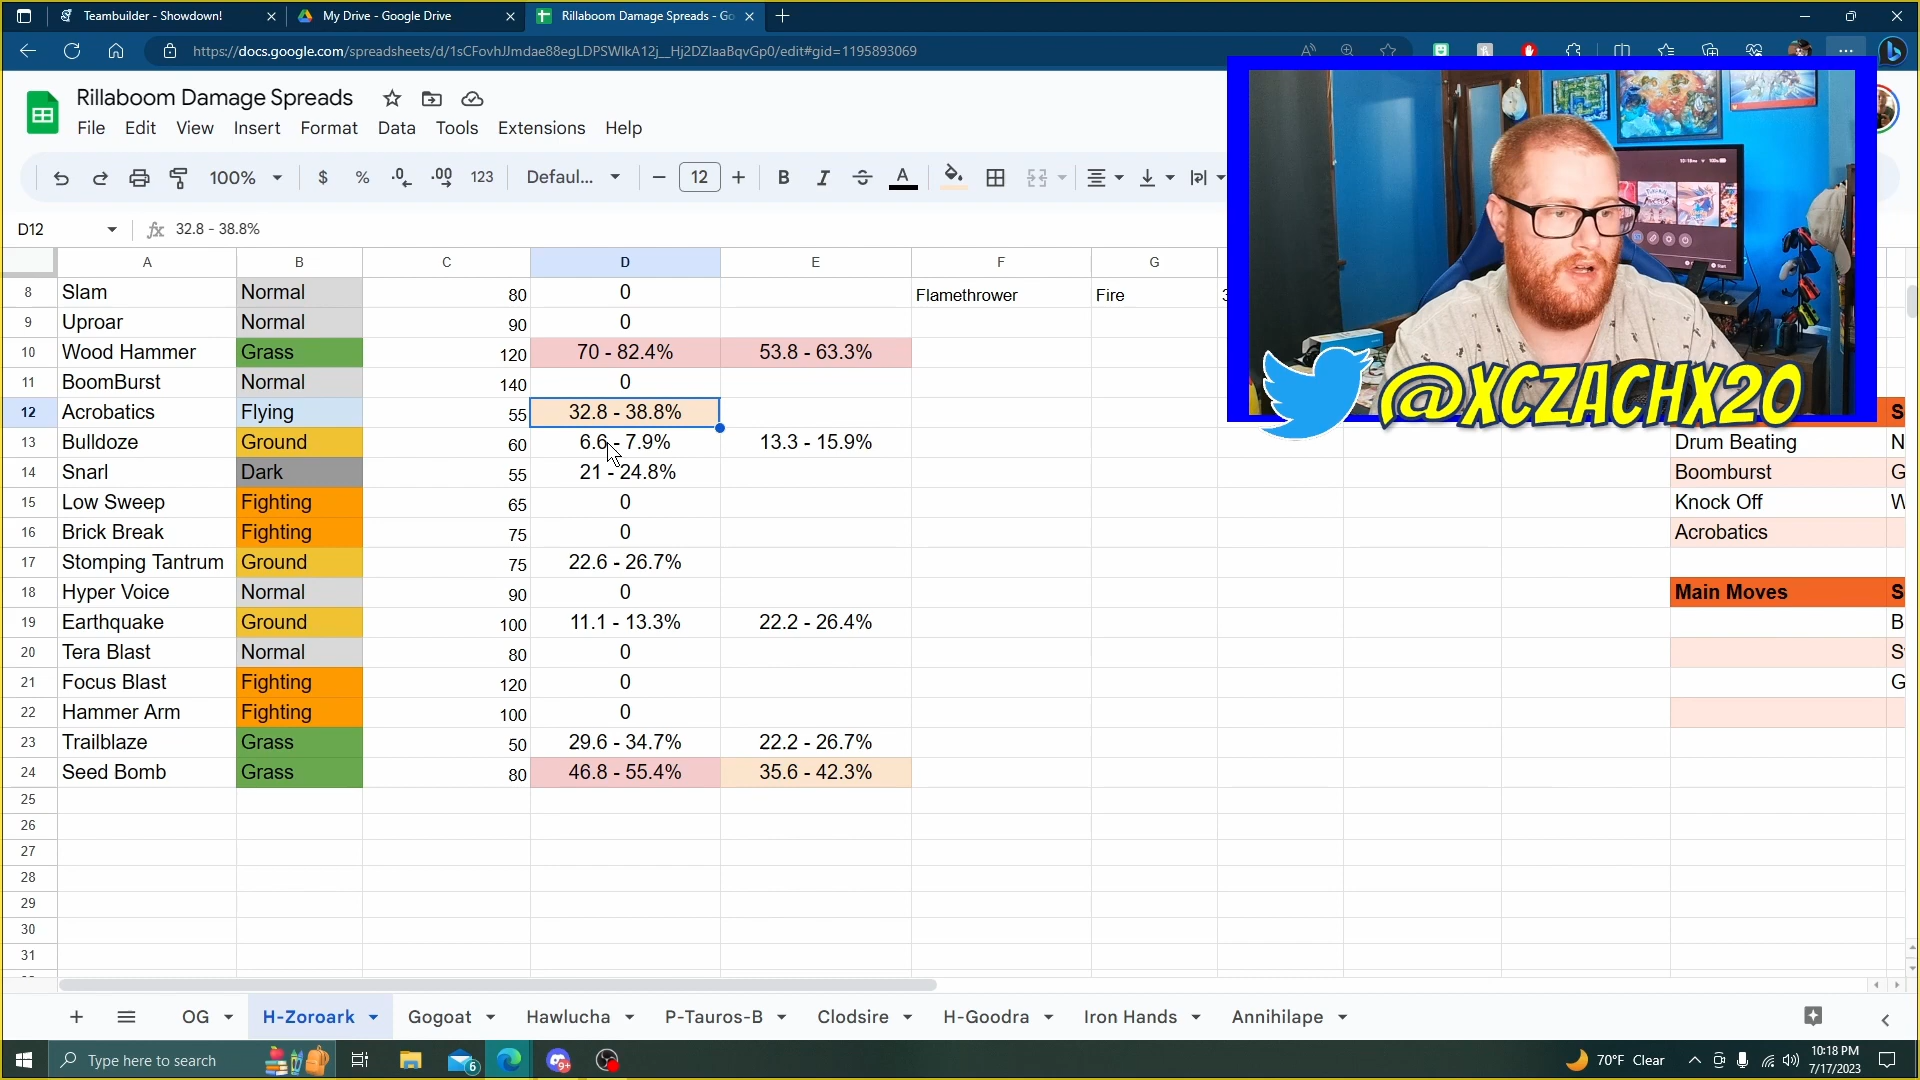 Teambuilder - Showdown!
My Drive - Google Drive
Rillaboom Damage Spreads - Go
https://docs.google.com/spreadsheets/d/1sCFovhJJmdae88egLDPSWIkA12j__Hj2DZlaaBqvGp0/edit#gid=1195893069
Rillaboom Damage Spreads
File Edit View Insert Format Data Tools Extensions Help
100% $ % .0 .00 123 Defaul... 12 B I A
D12 fx 32.8 - 38.8%
A B C D E F G
8 Slam Normal 80 0 Flamethrower Fire 3
9 Uproar Normal 90 0
10 Wood Hammer Grass 120 70 - 82.4% 53.8 - 63.3%
11 BoomBurst Normal 140 0
12 Acrobatics Flying 55 32.8 - 38.8% S
13 Bulldoze Ground 60 6.6 - 7.9% 13.3 - 15.9% Drum Beating N
14 Snarl Dark 55 21 - 24.8% Boomburst G
15 Low Sweep Fighting 65 0 Knock Off W
16 Brick Break Fighting 75 0 Acrobatics
17 Stomping Tantrum Ground 75 22.6 - 26.7%
18 Hyper Voice Normal 90 0 Main Moves S
19 Earthquake Ground 100 11.1 - 13.3% 22.2 - 26.4% B
20 Tera Blast Normal 80 0 S
21 Focus Blast Fighting 120 0 G
22 Hammer Arm Fighting 100 0
23 Trailblaze Grass 50 29.6 - 34.7% 22.2 - 26.7%
24 Seed Bomb Grass 80 46.8 - 55.4% 35.6 - 42.3%
25
26
27
28
29
30
31
@XCZACHX20
OG H-Zoroark Gogoat Hawlucha P-Tauros-B Clodsire H-Goodra Iron Hands Annihilape
Type here to search
6
9+
70°F Clear
10:18 PM
7/17/2023